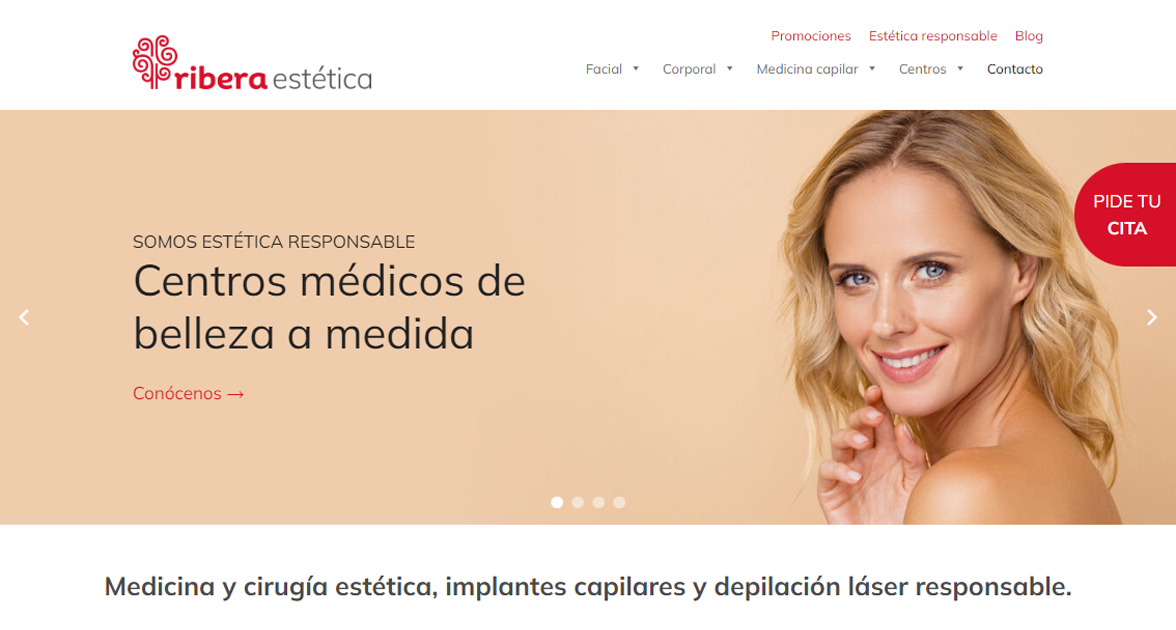 Promociones Estética responsable Blog
ribera estética
Facial Corporal Medicina capilar Centros Contacto
PIDE TU
CITA
SOMOS ESTÉTICA RESPONSABLE
Centros médicos de
belleza a medida
Conócenos →
Medicina y cirugía estética, implantes capilares y depilación láser responsable.